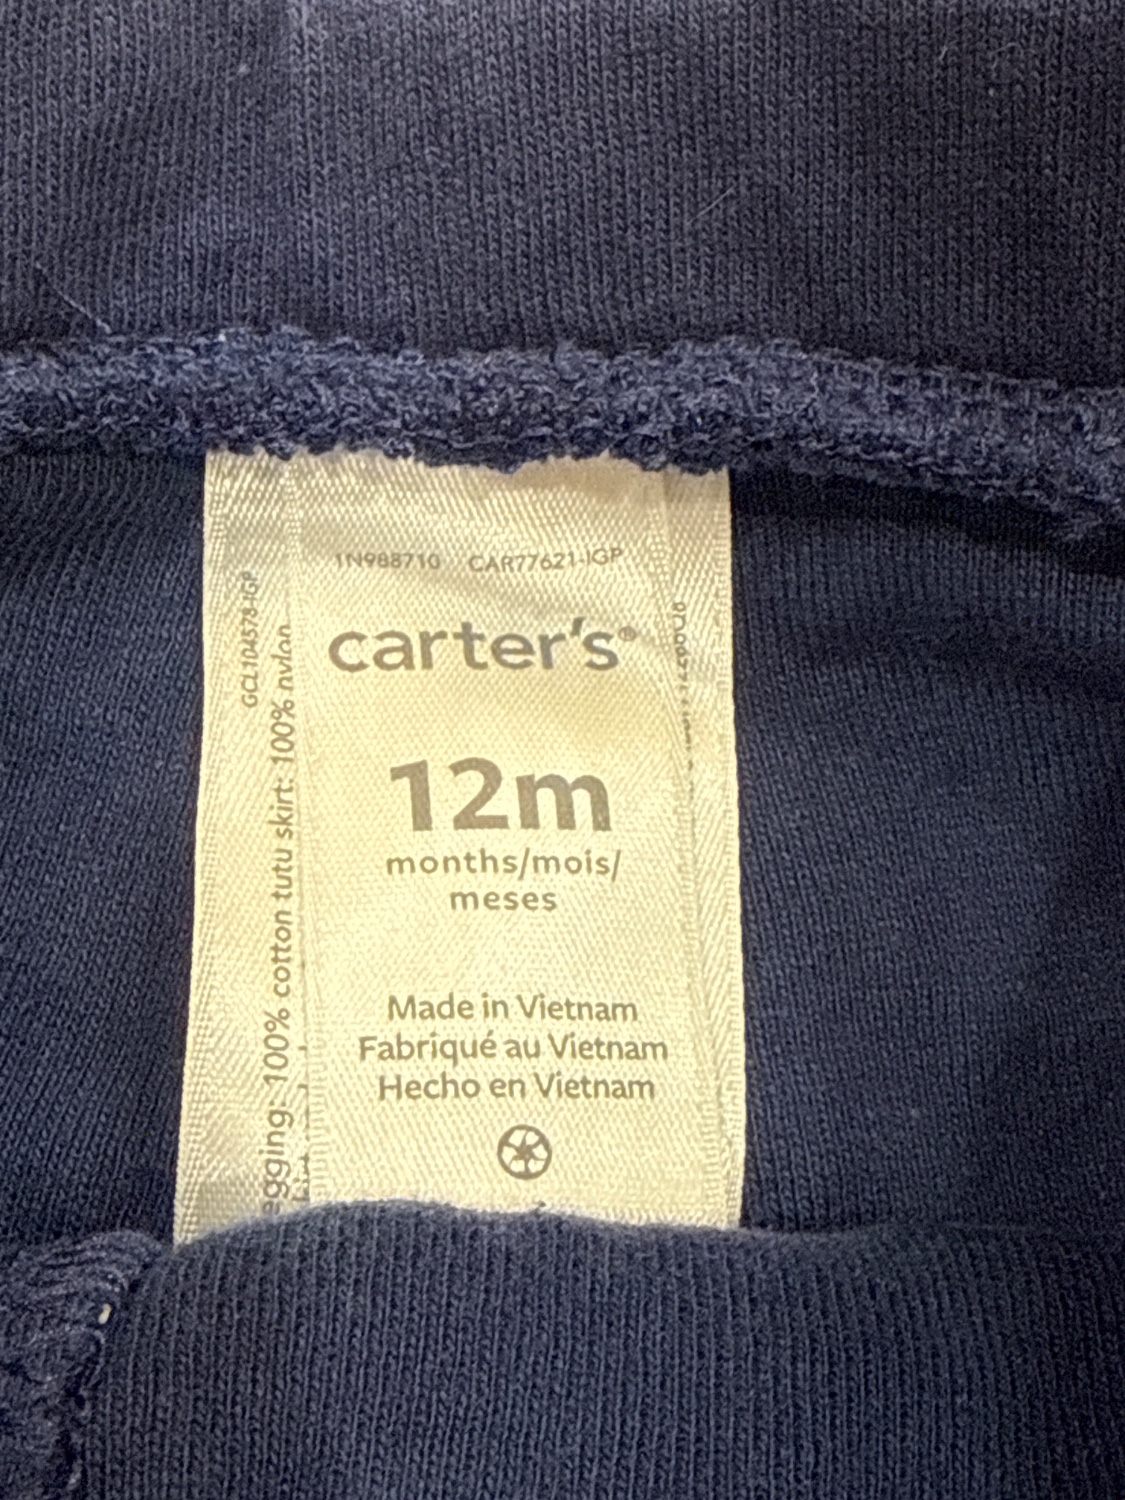 1N988710 CAR77621-IGP
carter's®
12m
months/mois/
meses
Made in Vietnam
Fabriqué au Vietnam
Hecho en Vietnam
GCL104578-IGP
egging: 100% cotton tutu skirt: 100% nylon